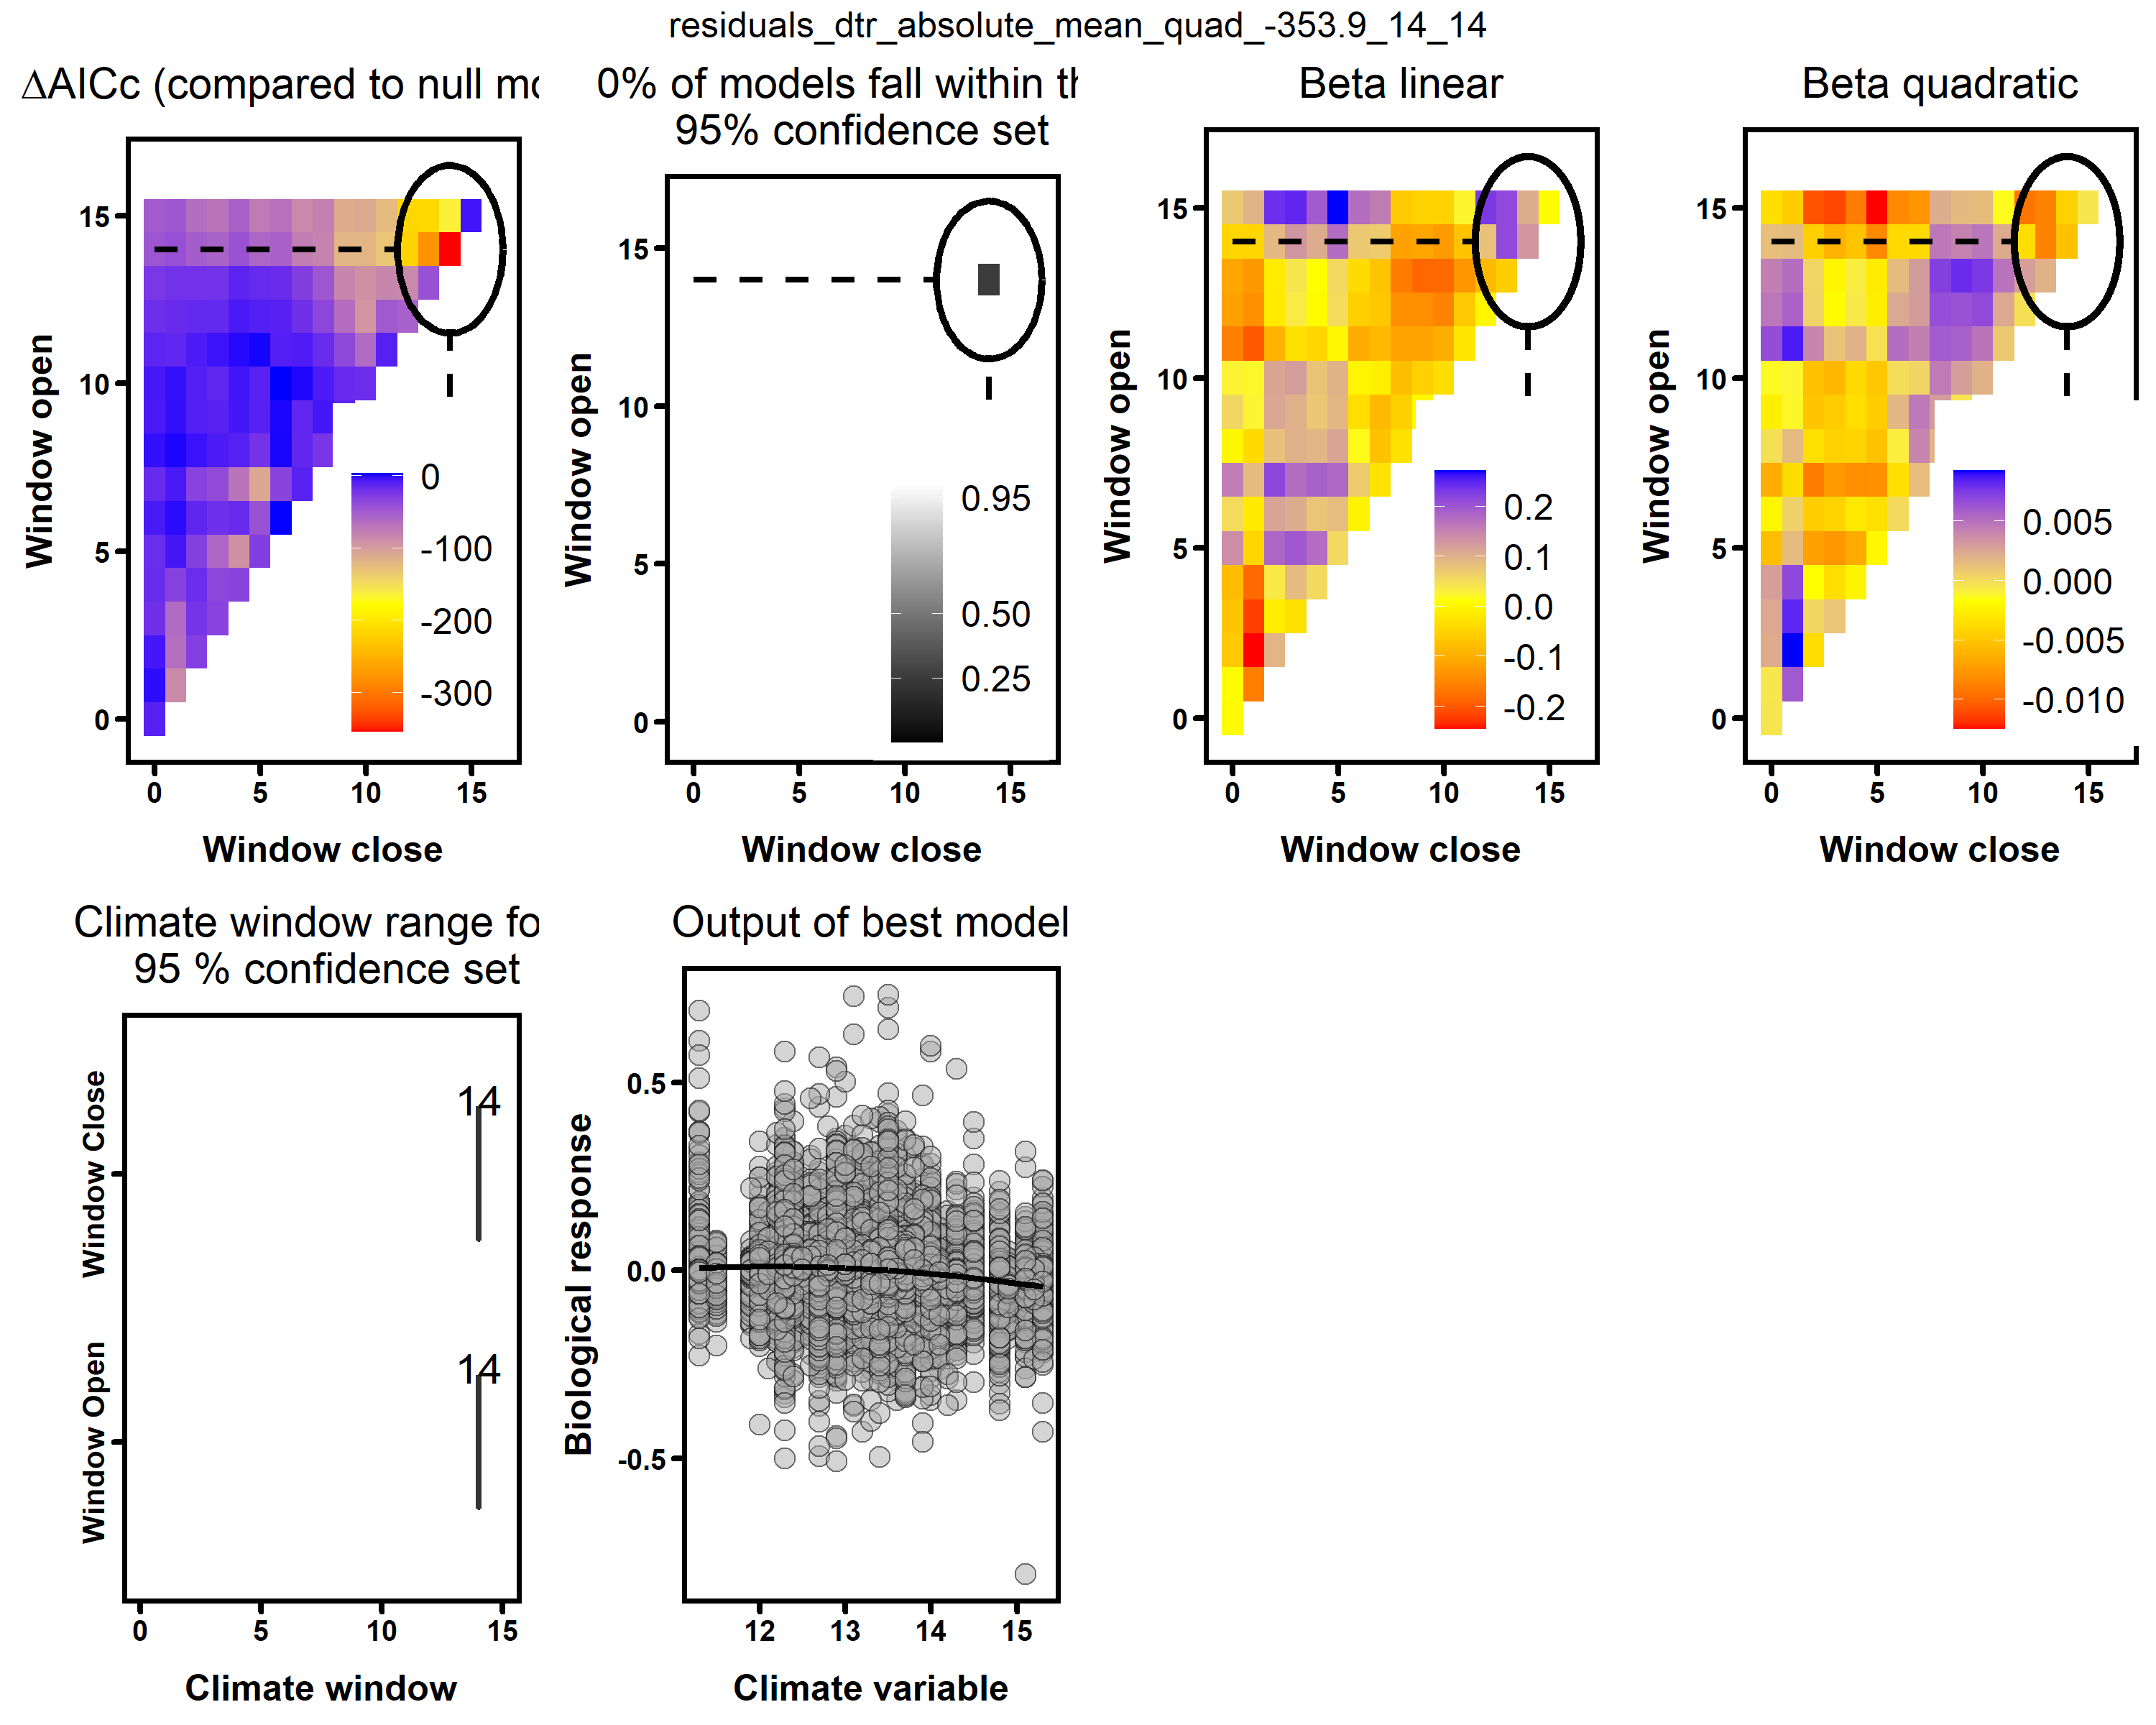 residuals_dtr_absolute_mean_quad_-353.9_14_14
ΔAICc (compared to null mo
Window open
15
10
5
0
0
-100
-200
-300
0 5 10 15
Window close
0% of models fall within th
95% confidence set
Window open
15
10
5
0
0.95
0.50
0.25
0 5 10 15
Window close
Beta linear
Window open
15
10
5
0
0.2
0.1
0.0
-0.1
-0.2
0 5 10 15
Window close
Beta quadratic
Window open
15
10
5
0
0.005
0.000
-0.005
-0.010
0 5 10 15
Window close
Climate window range fo
95 % confidence set
Window Close
Window Open
14
14
0 5 10 15
Climate window
Output of best model
Biological response
0.5
0.0
-0.5
12 13 14 15
Climate variable